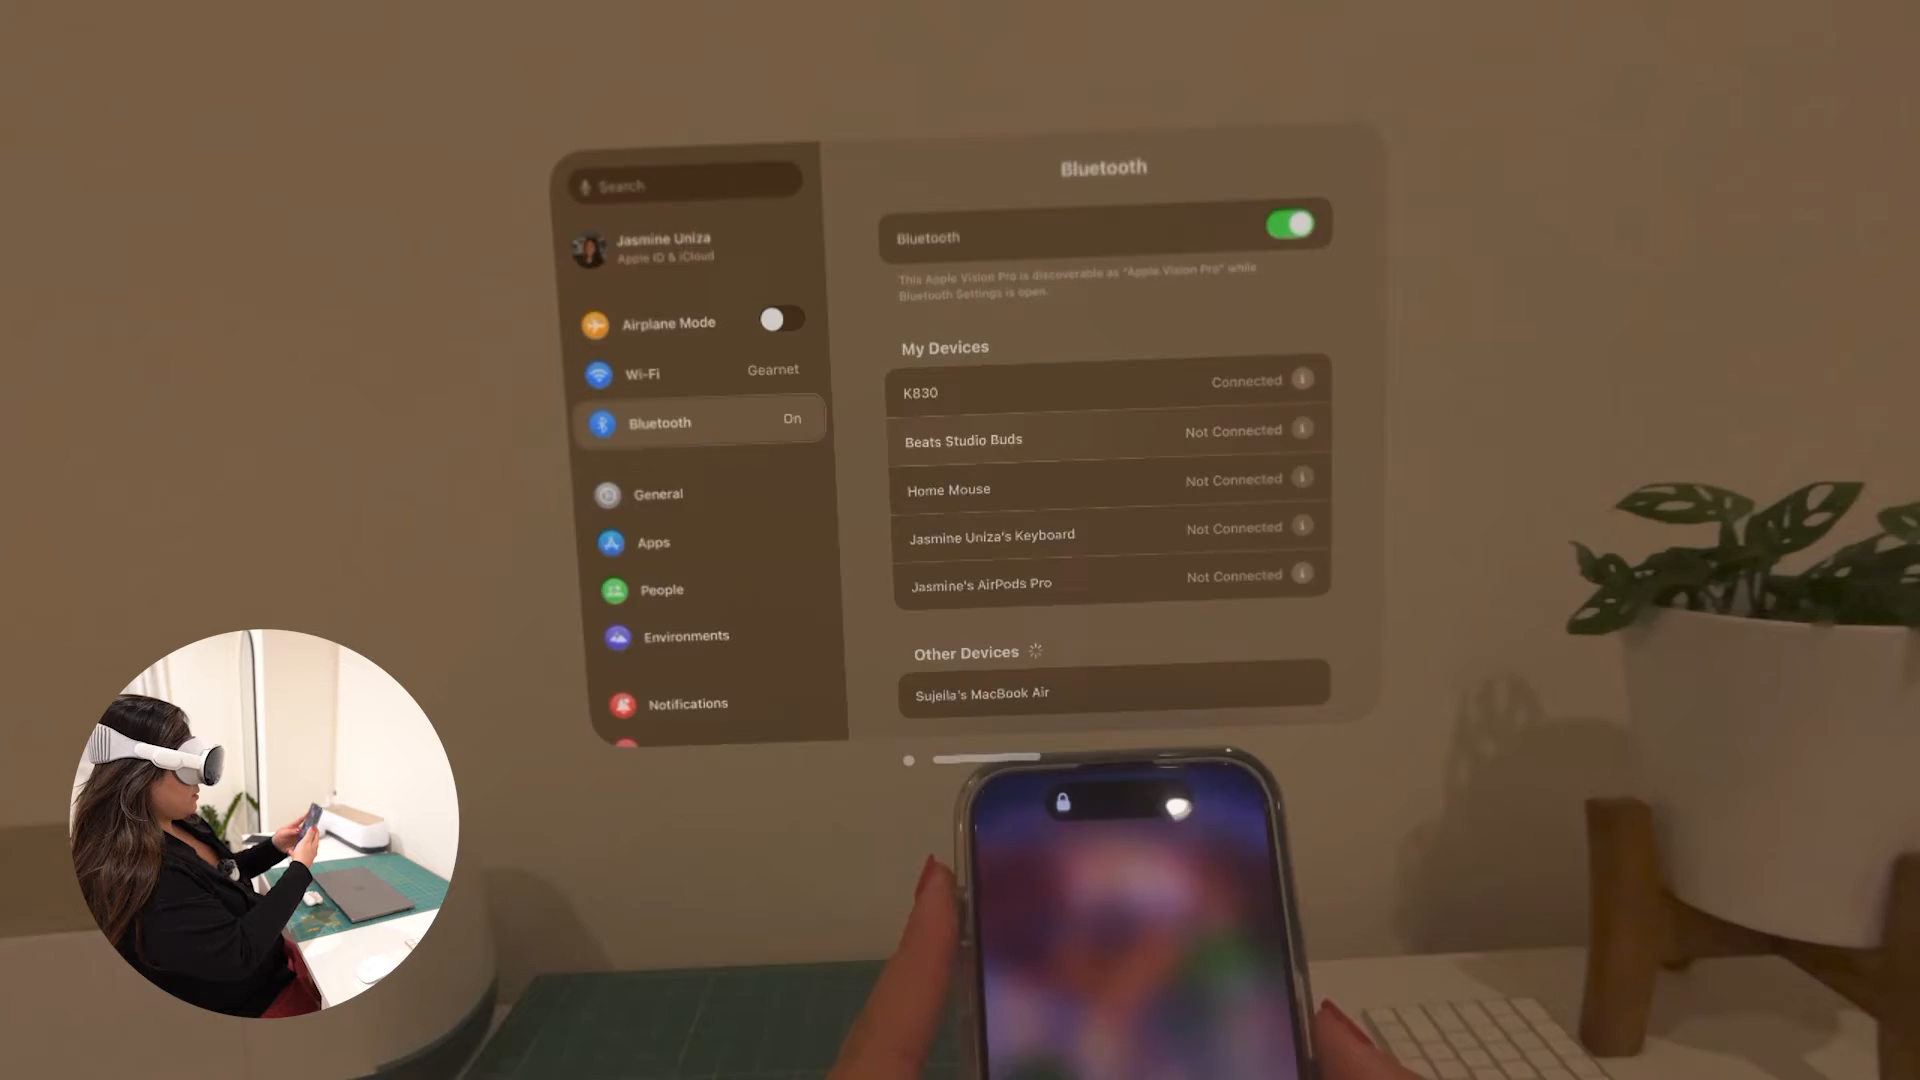 Search
Jasmine Uniza
Apple ID & iCloud
Airplane Mode
Wi-Fi
Gearnet
Bluetooth
On
General
Apps
People
Environments
Notifications
Bluetooth
Bluetooth
This Apple Vision Pro is discoverable as "Apple Vision Pro" while
Bluetooth Settings is open.
My Devices
K830
Connected
Beats Studio Buds
Not Connected
Home Mouse
Not Connected
Jasmine Uniza's Keyboard
Not Connected
Jasmine's AirPods Pro
Not Connected
Other Devices
Sujeila's MacBook Air